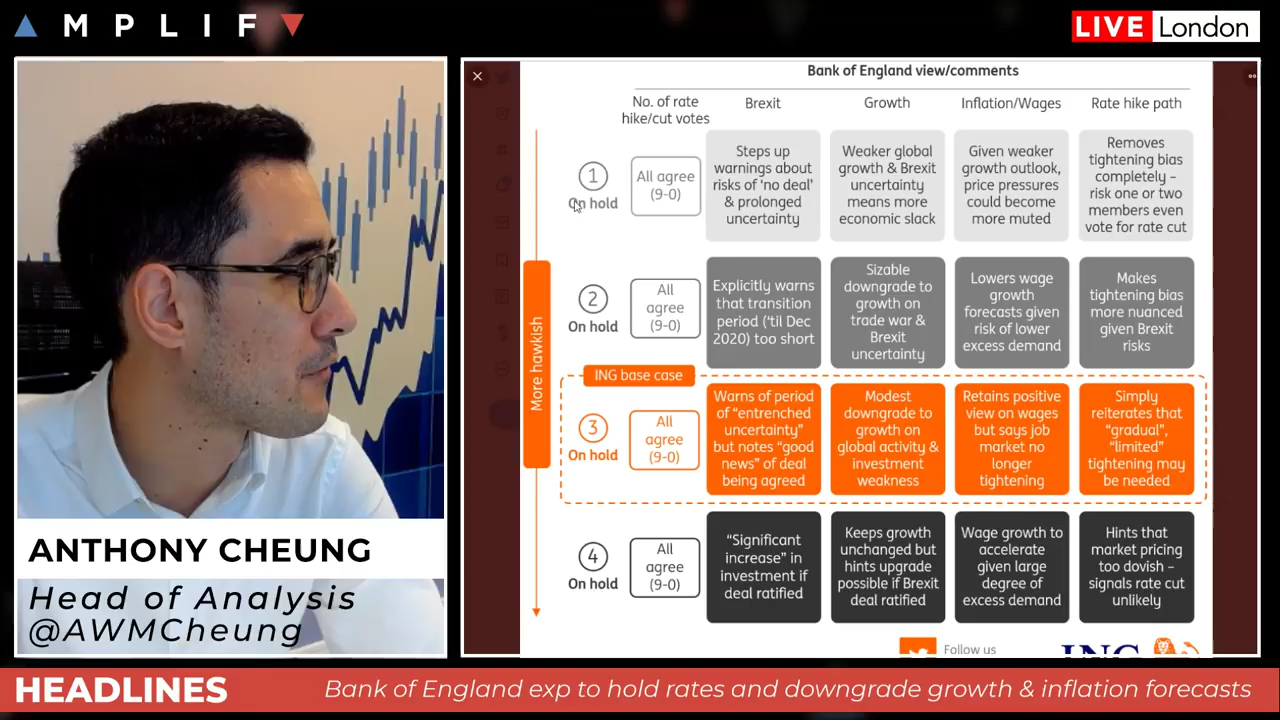 MPLIF
LIVE London
Bank of England view/comments
No. of rate
hike/cut votes
Brexit
Growth
Inflation/Wages
Rate hike path
1
On hold
All agree
(9-0)
Steps up
warnings about
risks of 'no deal'
& prolonged
uncertainty
Weaker global
growth & Brexit
uncertainty
means more
economic slack
Given weaker
growth outlook,
price pressures
could become
more muted
Removes
tightening bias
completely –
risk one or two
members even
vote for rate cut
More hawkish
2
On hold
All
agree
(9-0)
Explicitly warns
that transition
period ('til Dec
2020) too short
Sizable
downgrade to
growth on
trade war &
Brexit
uncertainty
Lowers wage
growth
forecasts given
risk of lower
excess demand
Makes
tightening bias
more nuanced
given Brexit
risks
ING base case
3
On hold
All
agree
(9-0)
Warns of period
of “entrenched
uncertainty”
but notes “good
news” of deal
being agreed
Modest
downgrade to
growth on
global activity &
investment
weakness
Retains positive
view on wages
but says job
market no
longer
tightening
Simply
reiterates that
“gradual”,
“limited”
tightening may
be needed
4
On hold
All
agree
(9-0)
“Significant
increase” in
investment if
deal ratified
Keeps growth
unchanged but
hints upgrade
possible if Brexit
deal ratified
Wage growth to
accelerate
given large
degree of
excess demand
Hints that
market pricing
too dovish –
signals rate cut
unlikely
Follow us
ING
ANTHONY CHEUNG
Head of Analysis
@AWMCheung
HEADLINES
Bank of England exp to hold rates and downgrade growth & inflation forecasts